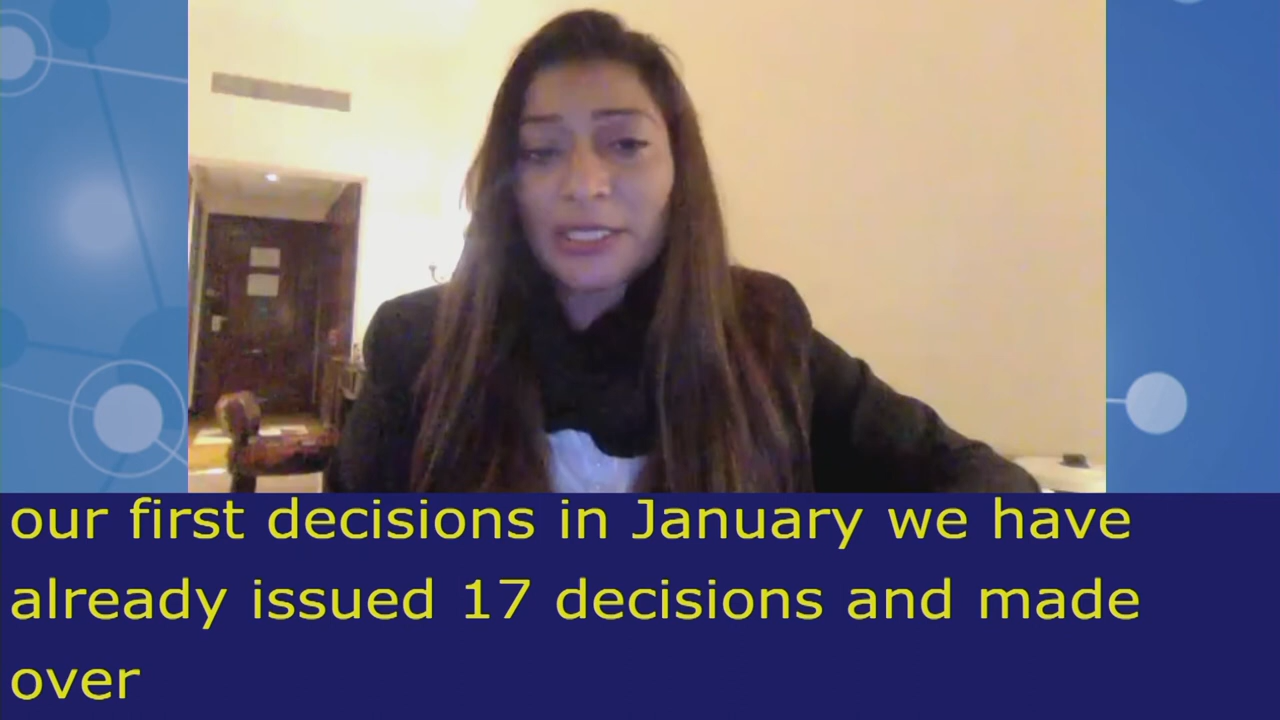 our first decisions in January we have
already issued 17 decisions and made
over